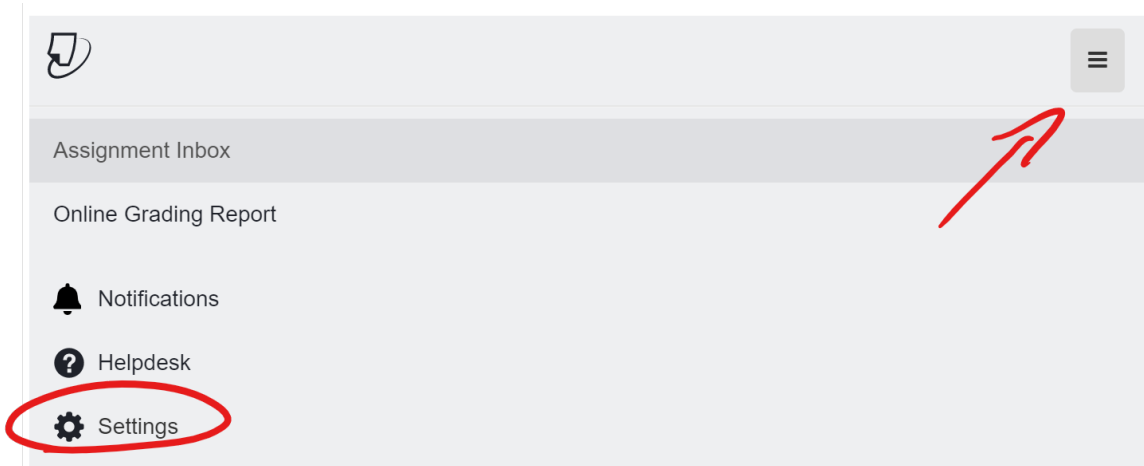 Assignment Inbox
Online Grading Report
Notifications
Helpdesk
Settings